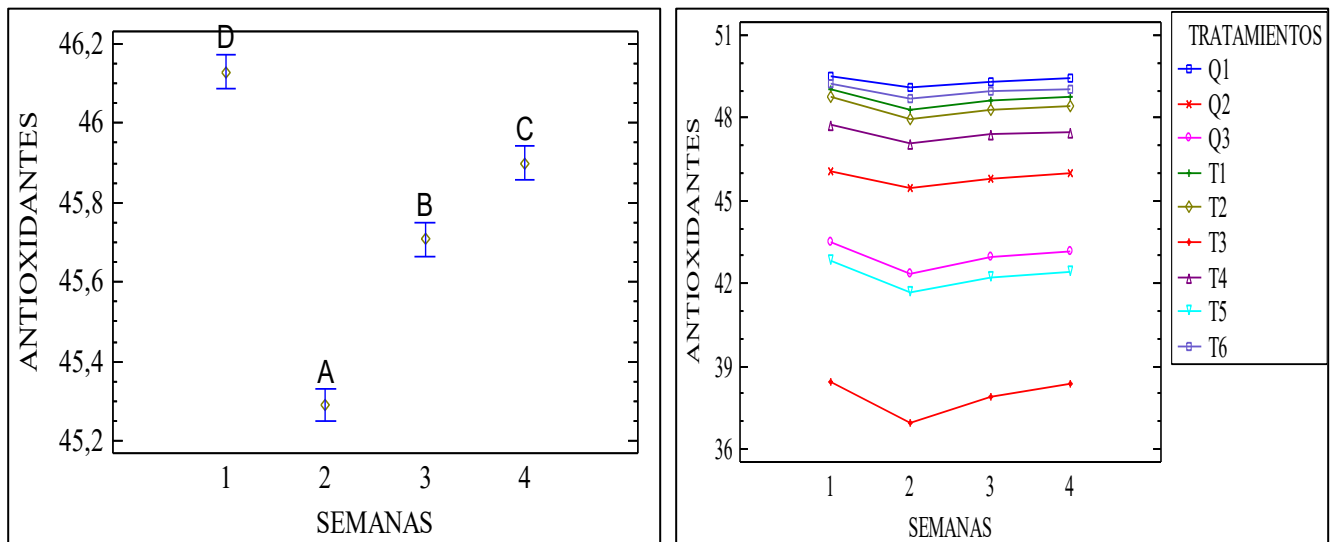 ANTIOXIDANTES
46,2
46
45,8
45,6
45,4
45,2
D
A
B
C
1 2 3 4
SEMANAS
ANTIOXIDANTES
51
48
45
42
39
36
1 2 3 4
SEMANAS
TRATAMIENTOS
Q1
Q2
Q3
T1
T2
T3
T4
T5
T6